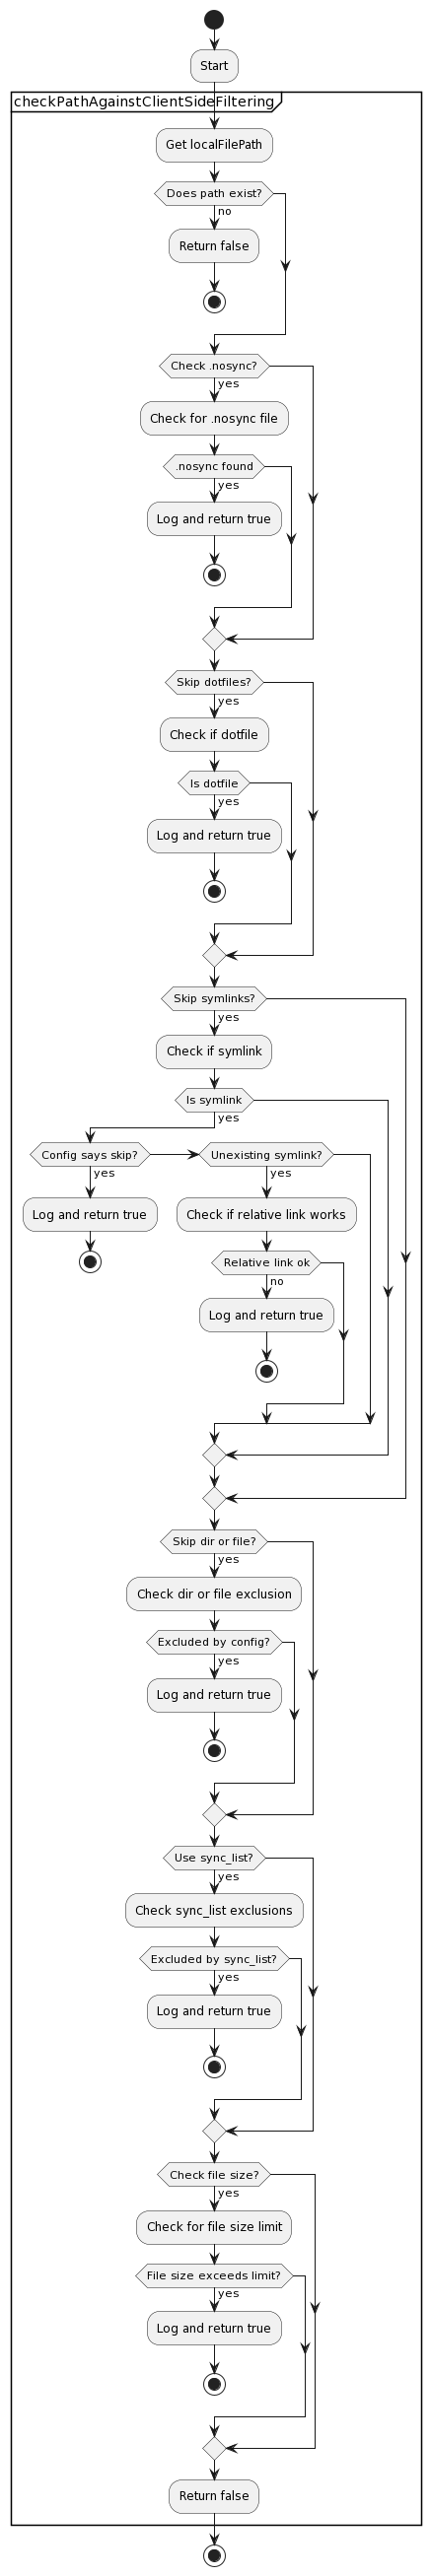 Start
checkPathAgainstClientSideFiltering
Get localFilePath
Does path exist?
no
Return false
Check .nosync?
yes
Check for .nosync file
.nosync found
yes
Log and return true
Skip dotfiles?
yes
Check if dotfile
Is dotfile
yes
Log and return true
Skip symlinks?
yes
Check if symlink
Is symlink
yes
Config says skip?
yes
Log and return true
Unexisting symlink?
yes
Check if relative link works
Relative link ok
no
Log and return true
Skip dir or file?
yes
Check dir or file exclusion
Excluded by config?
yes
Log and return true
Use sync_list?
yes
Check sync_list exclusions
Excluded by sync_list?
yes
Log and return true
Check file size?
yes
Check for file size limit
File size exceeds limit?
yes
Log and return true
Return false